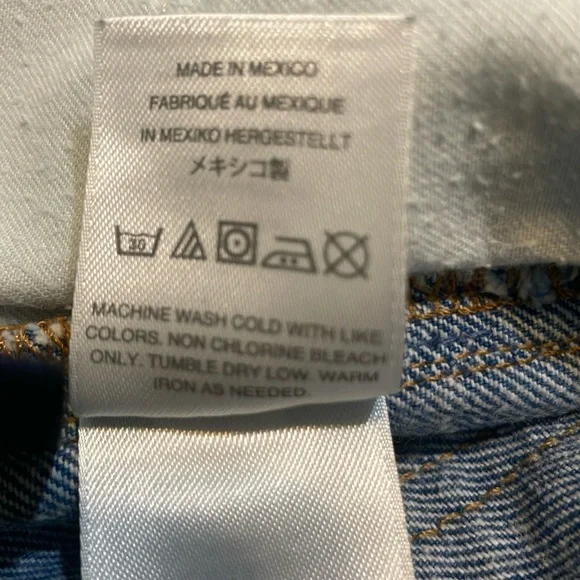 MADE IN MEXICO
FABRIQUÉ AU MEXIQUE
IN MEXIKO HERGESTELLT
メキシコ製
30
MACHINE WASH COLD WITH LIKE
COLORS. NON CHLORINE BLEACH
ONLY. TUMBLE DRY LOW. WARM
IRON AS NEEDED.